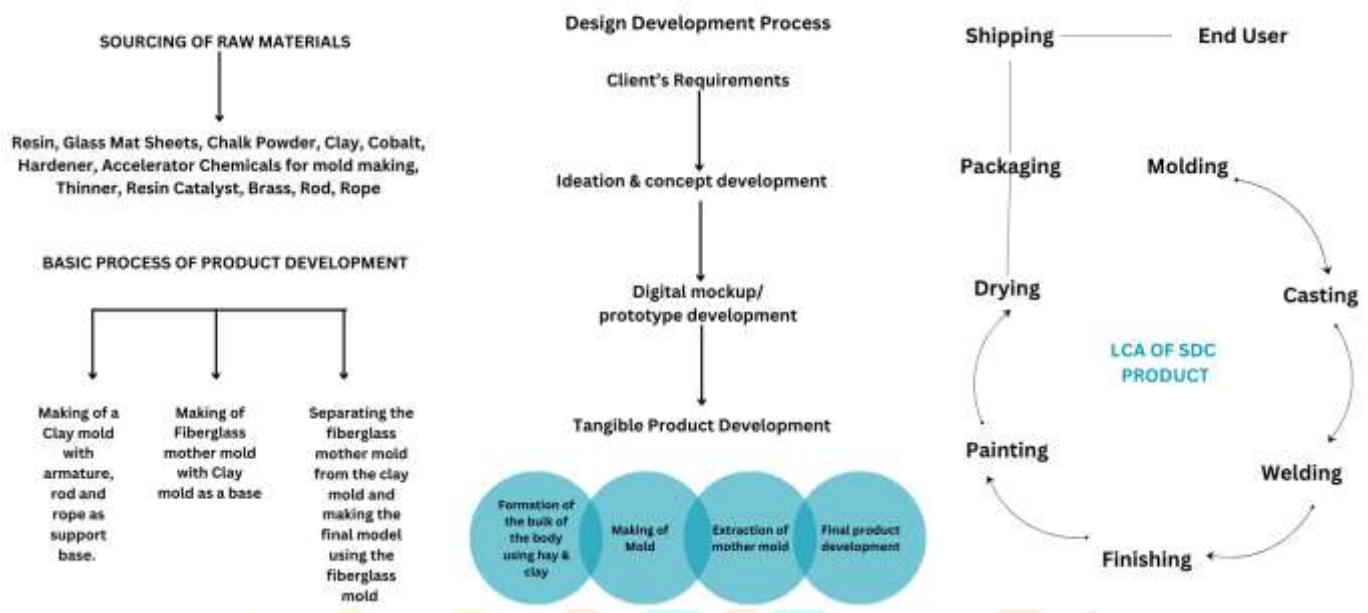 SOURCING OF RAW MATERIALS
Resin, Glass Mat Sheets, Chalk Powder, Clay, Cobalt,
Hardener, Accelerator Chemicals for mold making,
Thinner, Resin Catalyst, Brass, Rod, Rope
BASIC PROCESS OF PRODUCT DEVELOPMENT
Making of a
Clay mold
with
armature,
rod and
rope as
support
base.
Making of
Fiberglass
mother mold
with Clay
mold as a base
Separating the
fiberglass
mother mold
from the clay
mold and
making the
final model
using the
fiberglass
mold
Design Development Process
Client's Requirements
Ideation & concept development
Digital mockup/
prototype development
Tangible Product Development
Formation of
the bulk of
the body
using hay &
clay
Making of
Mold
Extraction of
mother mold
Final product
development
Shipping
End User
Packaging
Molding
Drying
Casting
LCA OF SDC
PRODUCT
Painting
Welding
Finishing